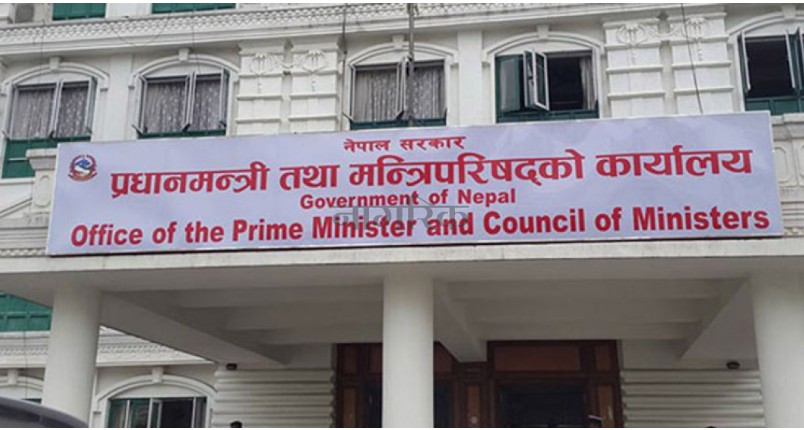 नेपाल सरकार
प्रधानमन्त्री तथा मन्त्रिपरिषद्को कार्यालय
Government of Nepal
नागरिक
Office of the Prime Minister and Council of Ministers